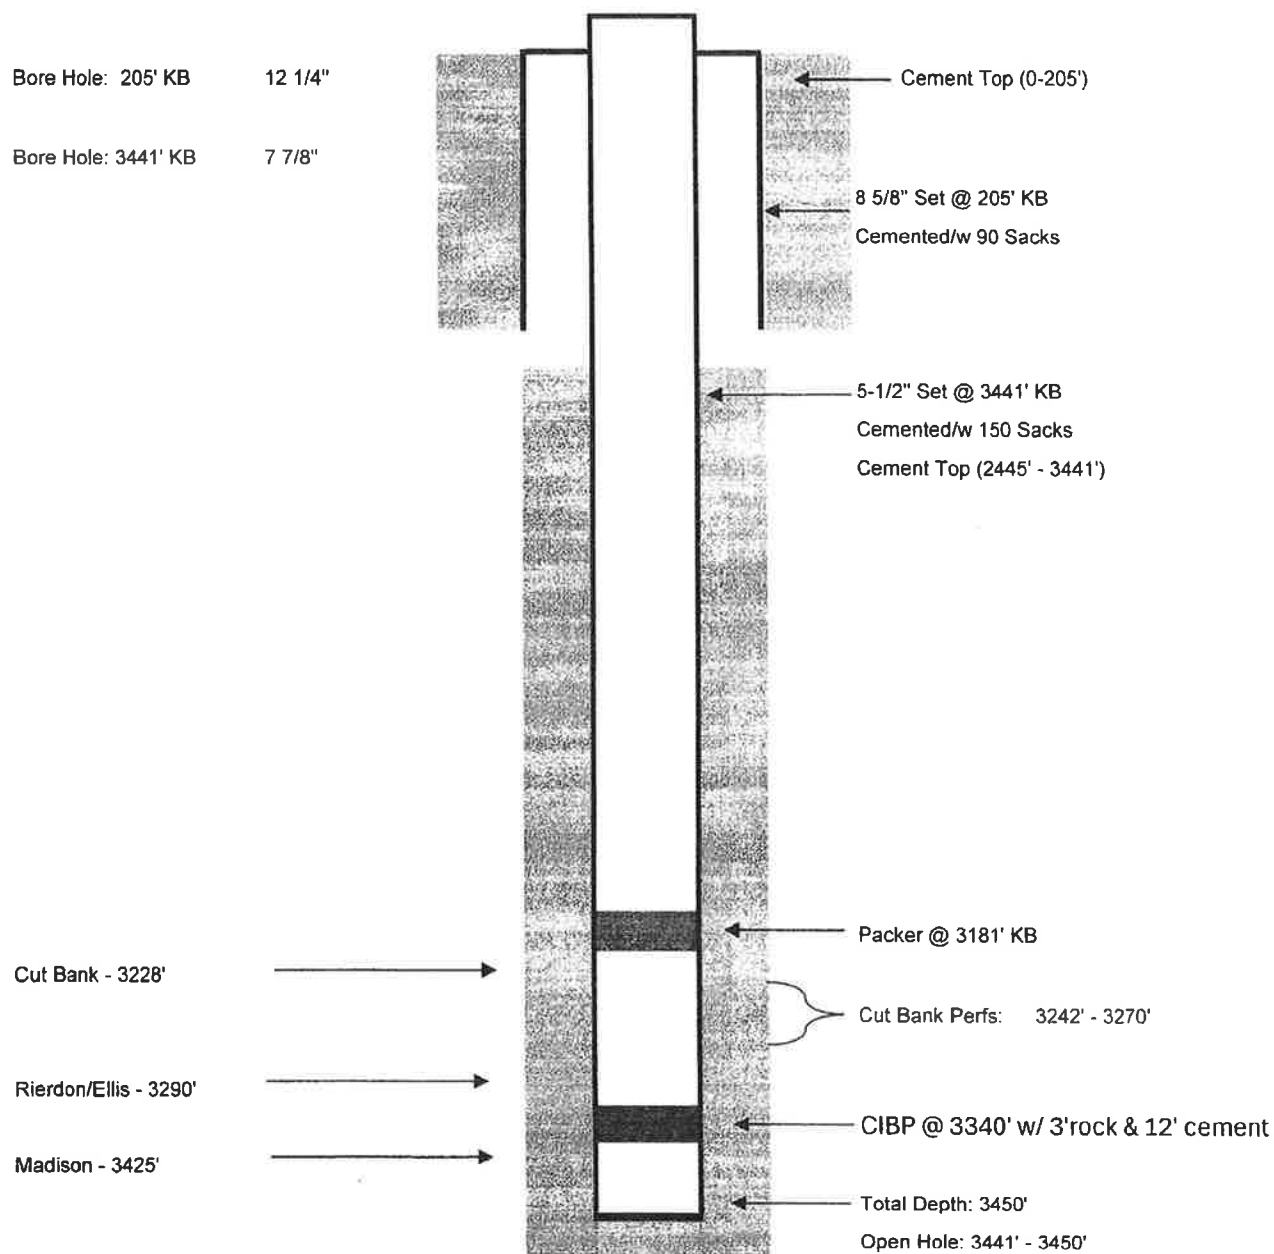 Bore Hole: 205' KB 12 1/4"
Cement Top (0-205')
Bore Hole: 3441' KB 7 7/8"
8 5/8" Set @ 205' KB
Cemented/w 90 Sacks
5-1/2" Set @ 3441' KB
Cemented/w 150 Sacks
Cement Top (2445' - 3441')
Packer @ 3181' KB
Cut Bank - 3228'
Cut Bank Perfs: 3242' - 3270'
Rierdon/Ellis - 3290'
CIBP @ 3340' w/ 3'rock & 12' cement
Madison - 3425'
Total Depth: 3450'
Open Hole: 3441' - 3450'